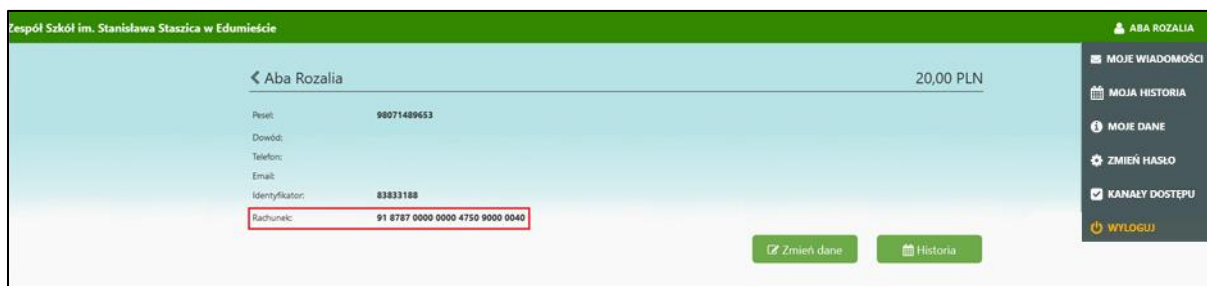 Zespół Szkół im. Stanisława Staszica w Edumieście
ABA ROZALIA
MOJE WIADOMOŚCI
MOJA HISTORIA
MOJE DANE
ZMIEŃ HASŁO
KANAŁY DOSTĘPU
WYLOGUJ
Aba Rozalia 20,00 PLN
Pesel: 98071489653
Dowód:
Telefon:
Email:
Identyfikator: 83833188
Rachunek: 91 8787 0000 0000 4750 9000 0040
Zmień dane Historia